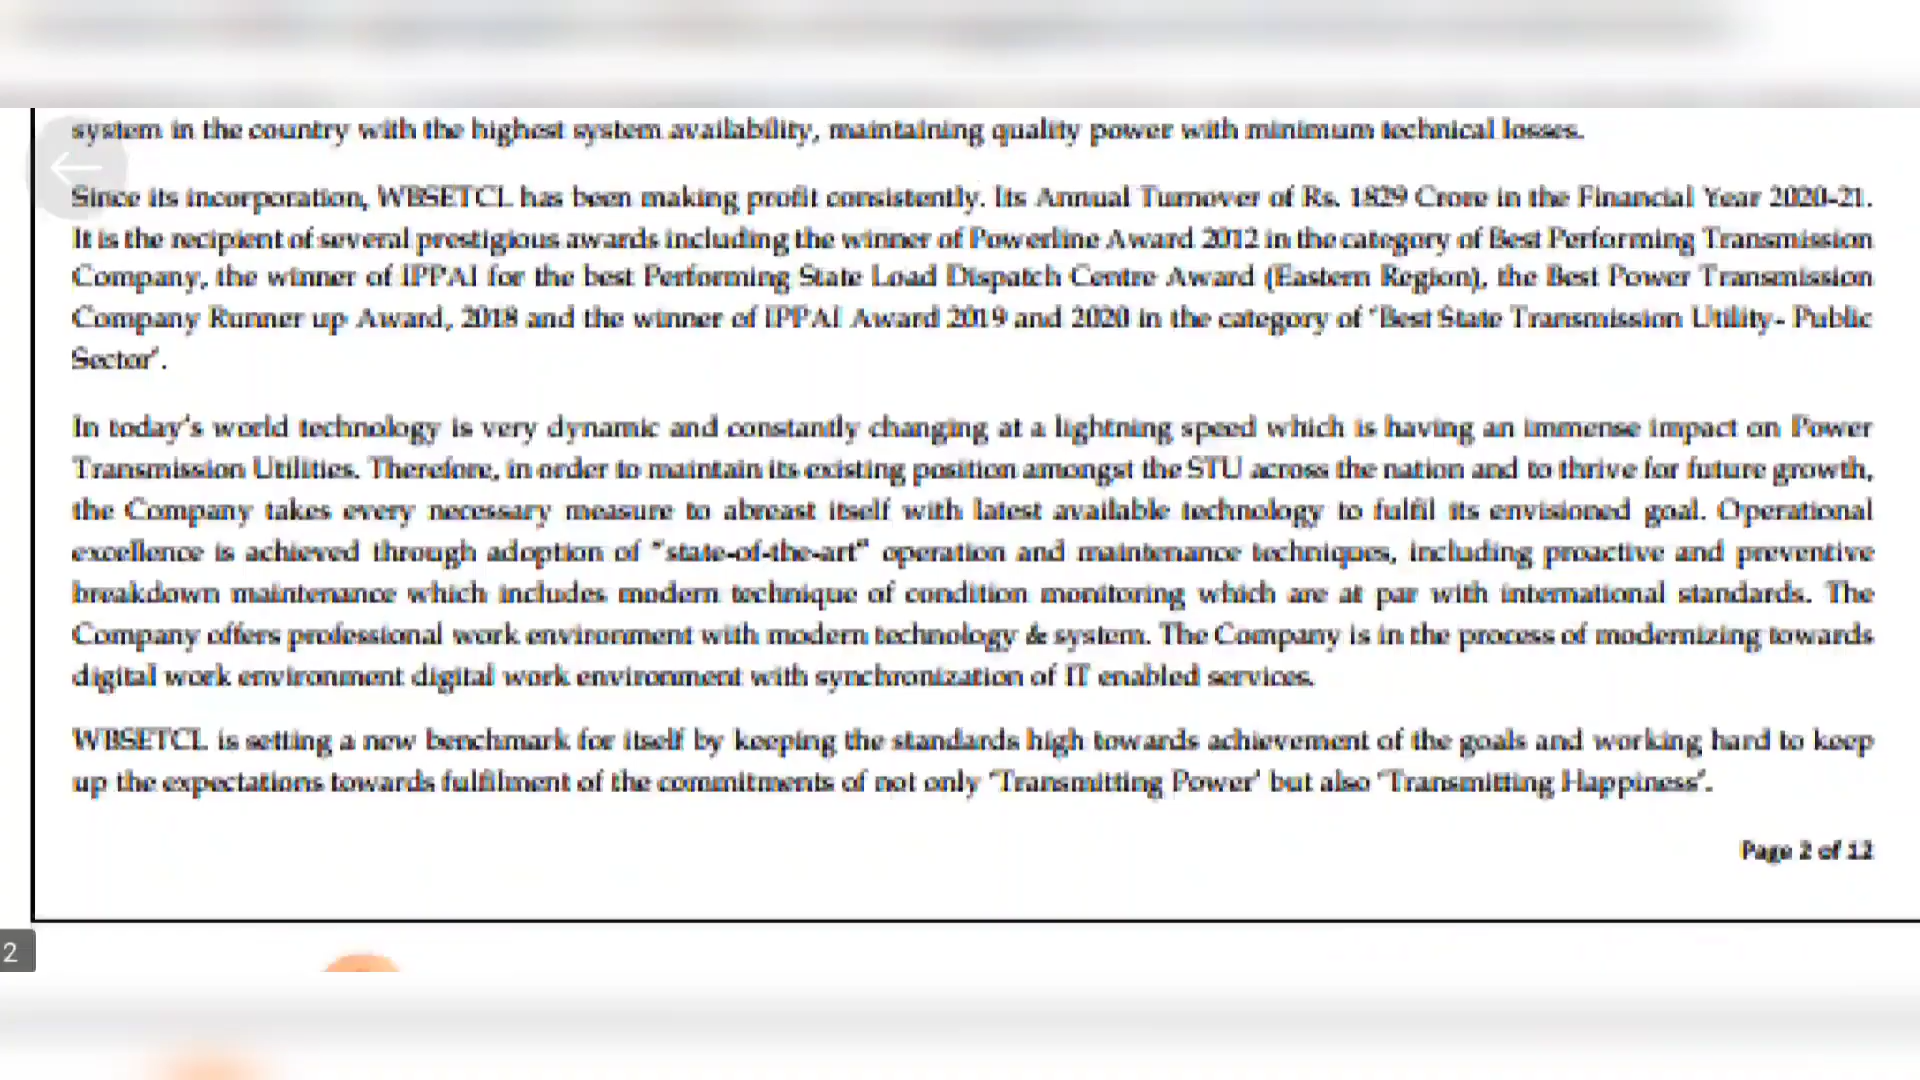 system in the country with the highest system availability, maintaining quality power with minimum technical losses.
Since its incorporation, WBSETCL has been making profit consistently. Its Annual Turnover of Rs. 1829 Crore in the Financial Year 2020-21.
It is the recipient of several prestigious awards including the winner of Powerline Award 2012 in the category of Best Performing Transmission
Company, the winner of IPPAI for the best Performing State Load Dispatch Centre Award (Eastern Region), the Best Power Transmission
Company Runner up Award, 2018 and the winner of IPPAI Award 2019 and 2020 in the category of 'Best State Transmission Utility- Public
Sector'.
In today's world technology is very dynamic and constantly changing at a lightning speed which is having an immense impact on Power
Transmission Utilities. Therefore, in order to maintain its existing position amongst the STU across the nation and to thrive for future growth,
the Company takes every necessary measure to abreast itself with latest available technology to fulfil its envisioned goal. Operational
excellence is achieved through adoption of "state-of-the-art" operation and maintenance techniques, including proactive and preventive
breakdown maintenance which includes modern technique of condition monitoring which are at par with international standards. The
Company offers professional work environment with modern technology & system. The Company is in the process of modernizing towards
digital work environment digital work environment with synchronization of IT enabled services.
WBSETCL is setting a new benchmark for itself by keeping the standards high towards achievement of the goals and working hard to keep
up the expectations towards fulfilment of the commitments of not only 'Transmitting Power' but also 'Transmitting Happiness'.
Page 2 of 12
2